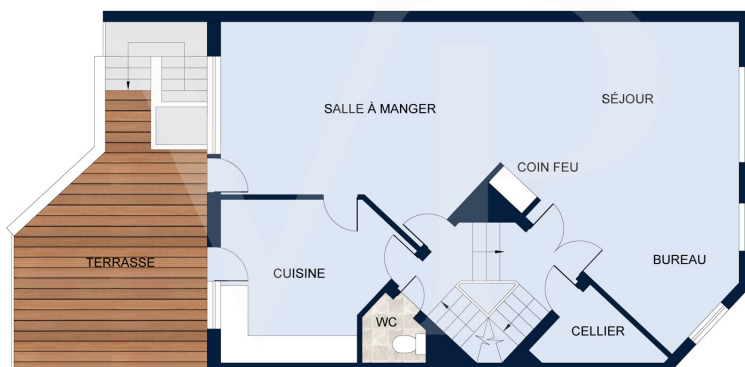 SÉJOUR
SALLE À MANGER
COIN FEU
TERRASSE
CUISINE
BUREAU
WC
CELLIER